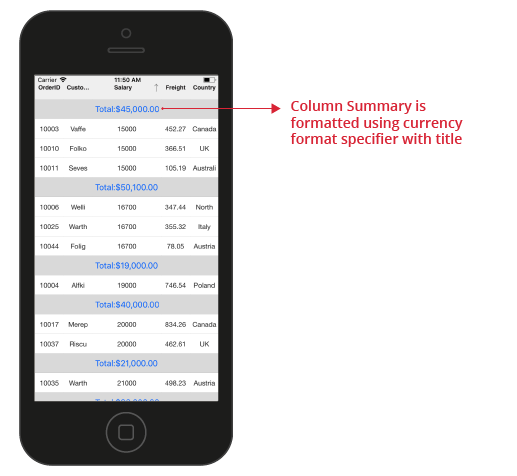 Carrier 11:50 AM
OrderID Custo... Salary ↑ Freight Country
Total:$45,000.00
10003 Vaffe 15000 452.27 Canada
10010 Folko 15000 366.51 UK
10011 Seves 15000 105.19 Australi
Total:$50,100.00
10006 Welli 16700 347.44 North
10025 Warth 16700 355.32 Italy
10044 Folig 16700 78.05 Austria
Total:$19,000.00
10004 Alfki 19000 746.54 Poland
Total:$40,000.00
10017 Merep 20000 834.26 Canada
10037 Riscu 20000 462.61 UK
Total:$21,000.00
10035 Warth 21000 498.23 Austria
Column Summary is
formatted using currency
format specifier with title